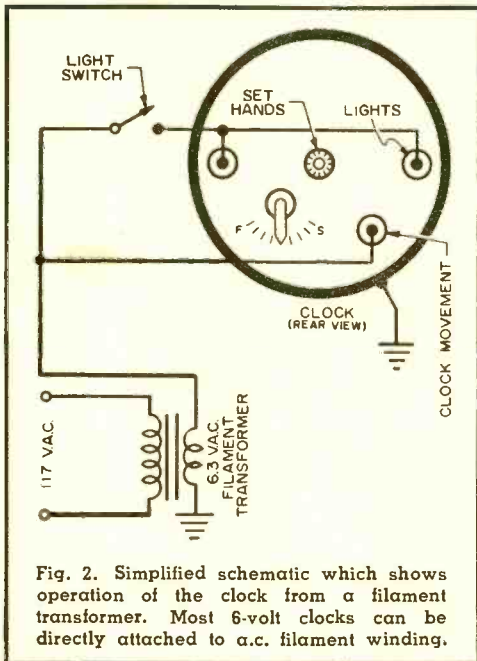 LIGHT
SWITCH
SET
HANDS
LIGHTS
F
S
CLOCK
(REAR VIEW)
CLOCK MOVEMENT
117 V.A.C.
6.3 V.A.C.
FILAMENT
TRANSFORMER
Fig. 2. Simplified schematic which shows
operation of the clock from a filament
transformer. Most 6-volt clocks can be
directly attached to a.c. filament winding.